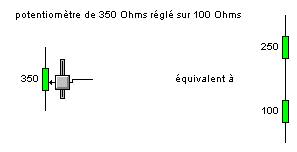 potentiomètre de 350 Ohms réglé sur 100 Ohms
250
350
équivalent à
100